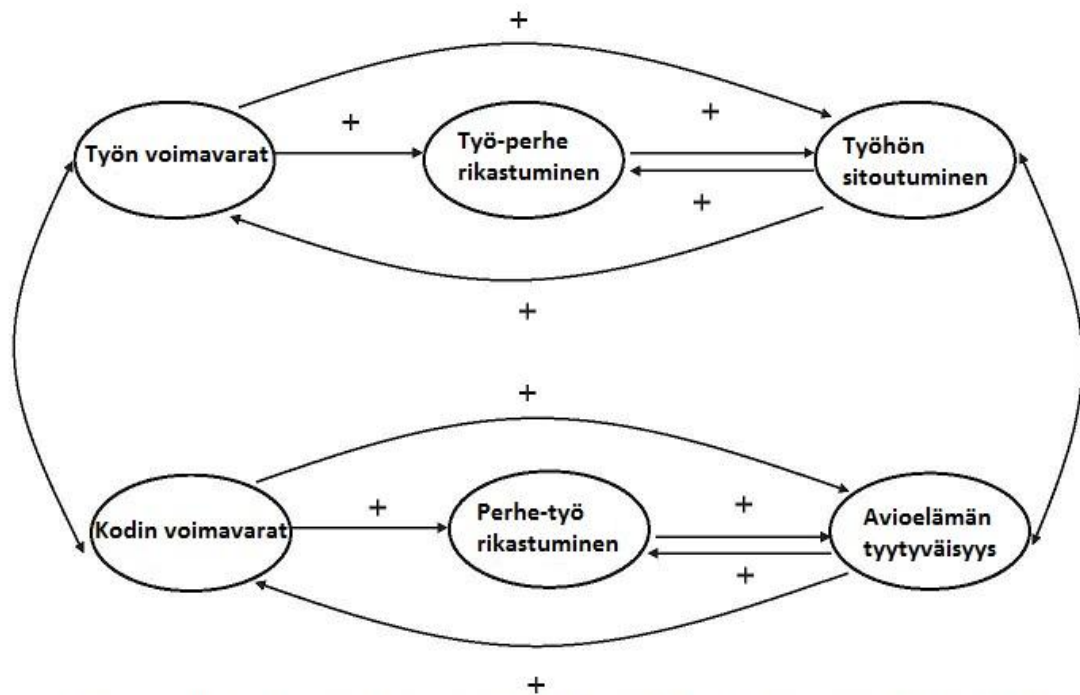 +
Työn voimavarat
+
Työ-perhe
rikastuminen
+
+
Työhön
sitoutuminen
+
+
Kodin voimavarat
+
Perhe-työ
rikastuminen
+
+
Avioelämän
tyytyväisyys
+